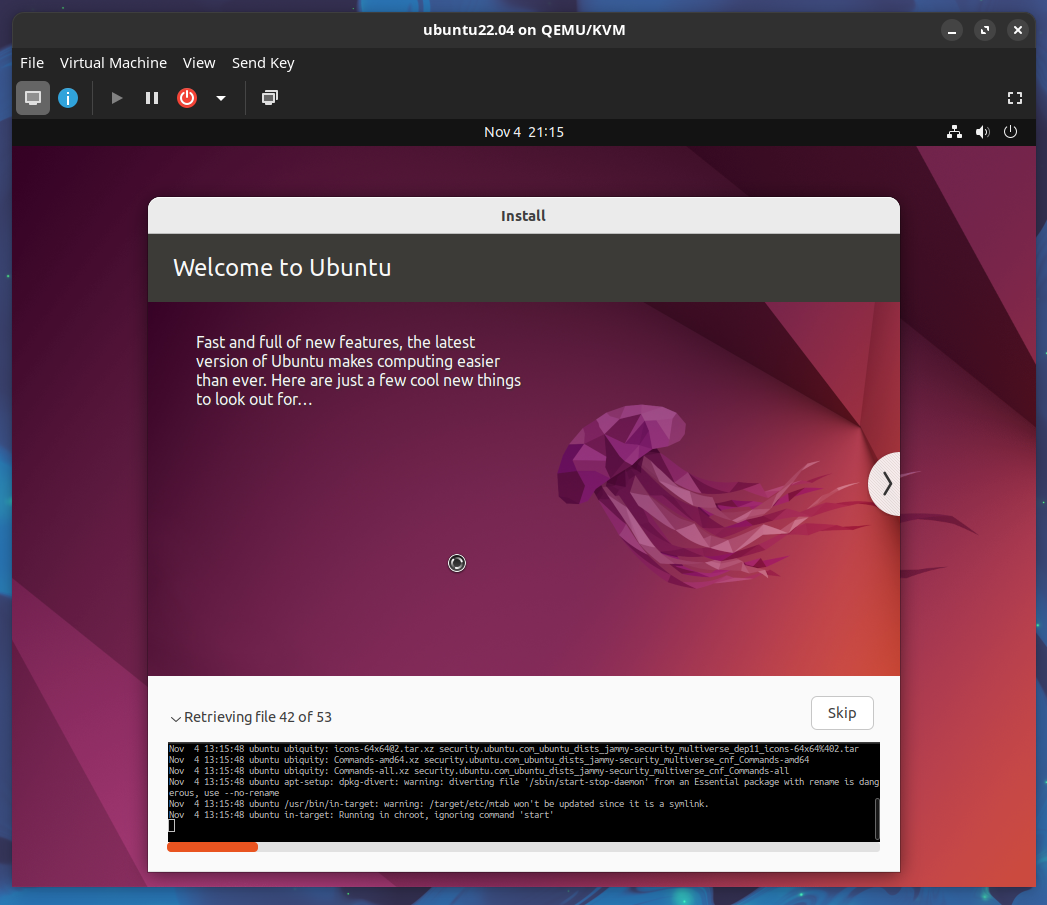 ubuntu22.04 on QEMU/KVM
File Virtual Machine View Send Key
Nov 4 21:15
Install
Welcome to Ubuntu
Fast and full of new features, the latest
version of Ubuntu makes computing easier
than ever. Here are just a few cool new things
to look out for…
Retrieving file 42 of 53
Skip
Nov  4 13:15:48 ubuntu ubiquity: icons-64x64@2.tar.xz security.ubuntu.com_ubuntu_dists_jammy-security_multiverse_dep11_icons-64x64%402.tar
Nov  4 13:15:48 ubuntu ubiquity: Commands-amd64.xz security.ubuntu.com_ubuntu_dists_jammy-security_multiverse_cnf_Commands-amd64
Nov  4 13:15:48 ubuntu ubiquity: Commands-all.xz security.ubuntu.com_ubuntu_dists_jammy-security_multiverse_cnf_Commands-all
Nov  4 13:15:48 ubuntu apt-setup: dpkg-divert: warning: diverting file '/sbin/start-stop-daemon' from an Essential package with rename is dang
erous, use --no-rename
Nov  4 13:15:48 ubuntu /usr/bin/in-target: warning: /target/etc/mtab won't be updated since it is a symlink.
Nov  4 13:15:48 ubuntu in-target: Running in chroot, ignoring command 'start'